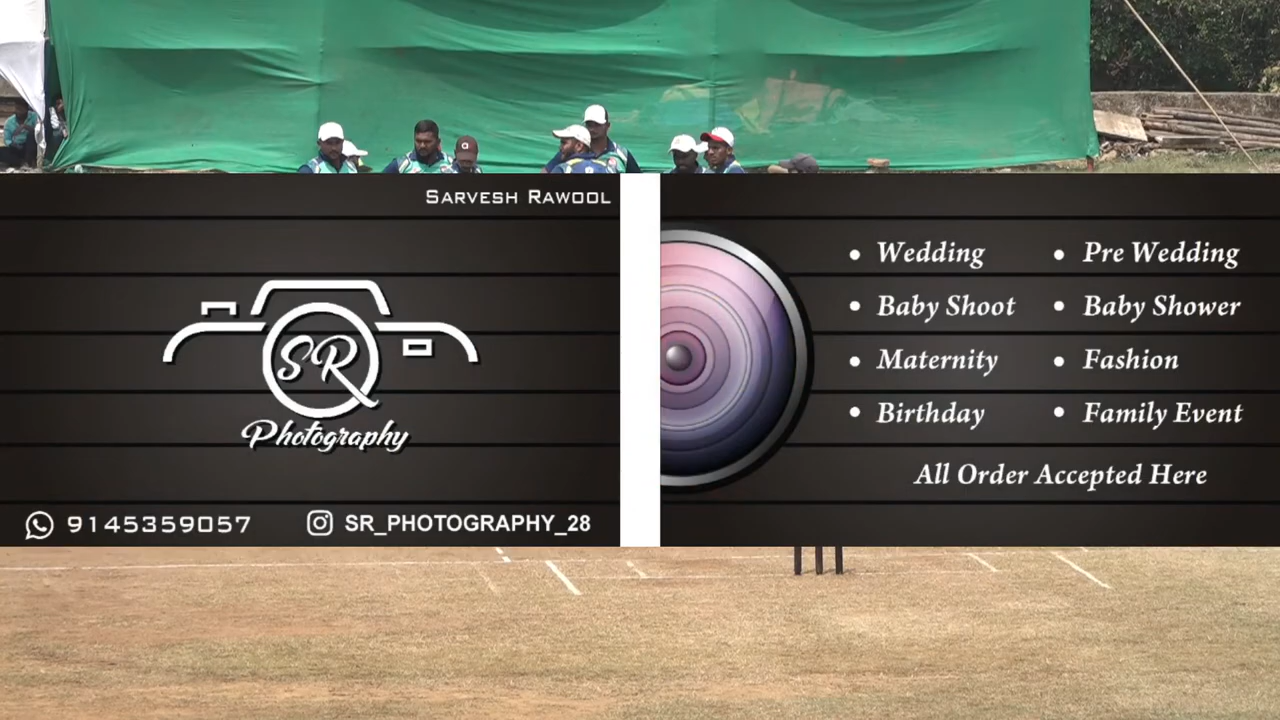 Sarvesh Rawool
SR
Photography
9145359057
SR_PHOTOGRAPHY_28
• Wedding
• Pre Wedding
• Baby Shoot
• Baby Shower
• Maternity
• Fashion
• Birthday
• Family Event
All Order Accepted Here